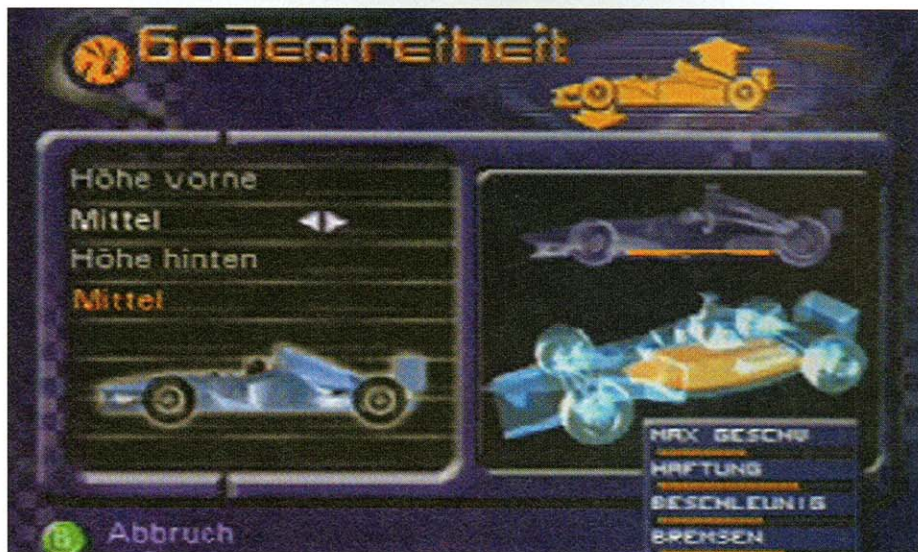 Bodenfreiheit
Höhe vorne
Mittel
Höhe hinten
Mittel
MAX GESCHW
HAFTUNG
BESCHLEUNIG
BREMSEN
B Abbruch